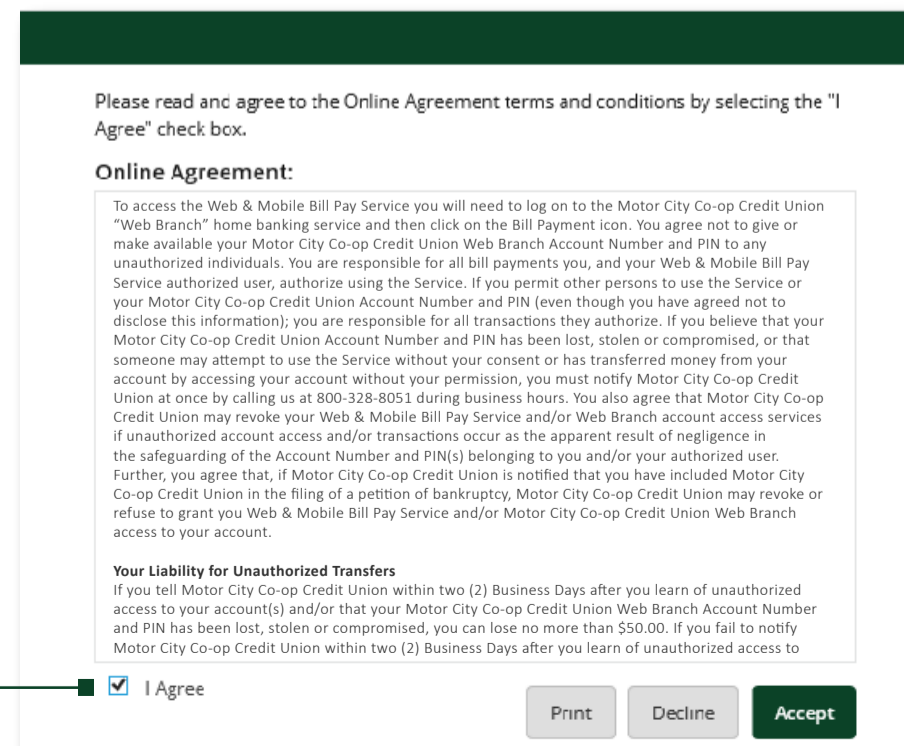 Please read and agree to the Online Agreement terms and conditions by selecting the "I
Agree" check box.
Online Agreement:
To access the Web & Mobile Bill Pay Service you will need to log on to the Motor City Co-op Credit Union
“Web Branch” home banking service and then click on the Bill Payment icon. You agree not to give or
make available your Motor City Co-op Credit Union Web Branch Account Number and PIN to any
unauthorized individuals. You are responsible for all bill payments you, and your Web & Mobile Bill Pay
Service authorized user, authorize using the Service. If you permit other persons to use the Service or
your Motor City Co-op Credit Union Account Number and PIN (even though you have agreed not to
disclose this information); you are responsible for all transactions they authorize. If you believe that your
Motor City Co-op Credit Union Account Number and PIN has been lost, stolen or compromised, or that
someone may attempt to use the Service without your consent or has transferred money from your
account by accessing your account without your permission, you must notify Motor City Co-op Credit
Union at once by calling us at 800-328-8051 during business hours. You also agree that Motor City Co-op
Credit Union may revoke your Web & Mobile Bill Pay Service and/or Web Branch account access services
if unauthorized account access and/or transactions occur as the apparent result of negligence in
the safeguarding of the Account Number and PIN(s) belonging to you and/or your authorized user.
Further, you agree that, if Motor City Co-op Credit Union is notified that you have included Motor City
Co-op Credit Union in the filing of a petition of bankruptcy, Motor City Co-op Credit Union may revoke or
refuse to grant you Web & Mobile Bill Pay Service and/or Motor City Co-op Credit Union Web Branch
access to your account.
Your Liability for Unauthorized Transfers
If you tell Motor City Co-op Credit Union within two (2) Business Days after you learn of unauthorized
access to your account(s) and/or that your Motor City Co-op Credit Union Web Branch Account Number
and PIN has been lost, stolen or compromised, you can lose no more than $50.00. If you fail to notify
Motor City Co-op Credit Union within two (2) Business Days after you learn of unauthorized access to
I Agree
Print
Decline
Accept